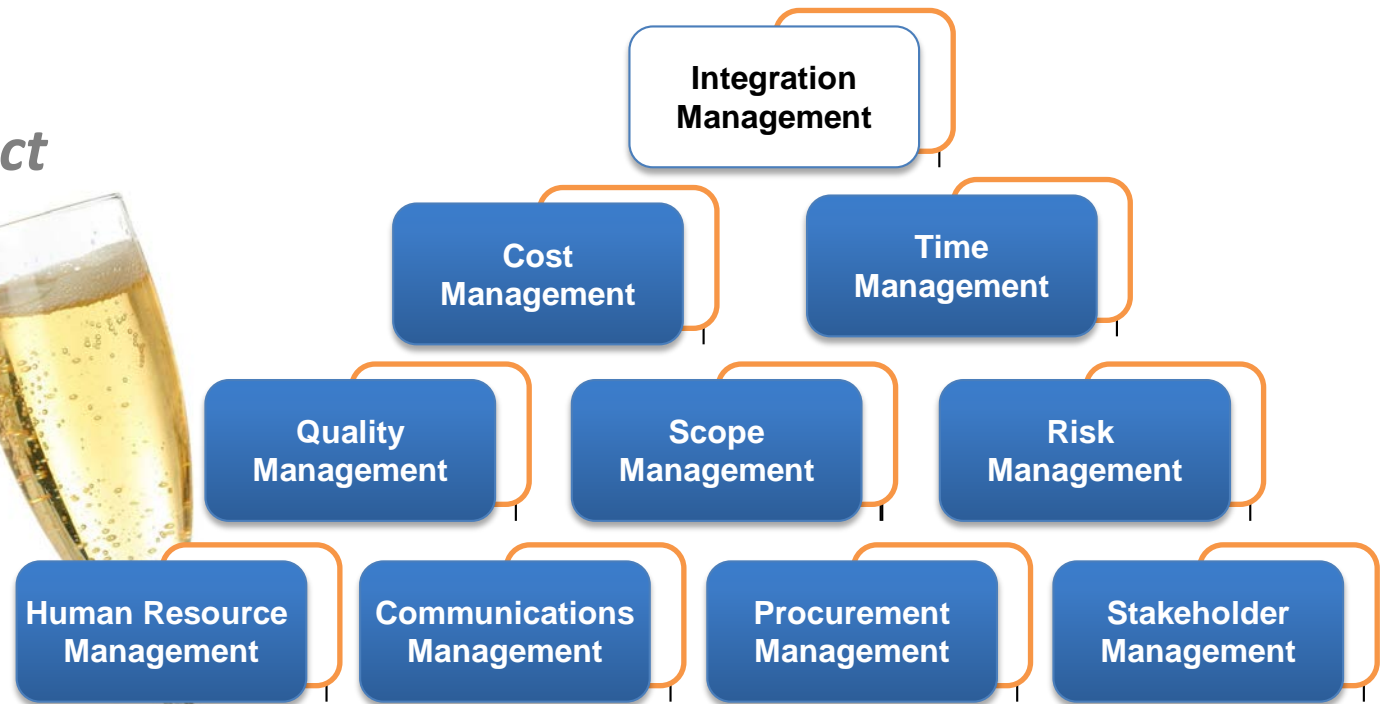 Integration
Management
ct
Cost
Management
Time
Management
Quality
Management
Scope
Management
Risk
Management
Human Resource
Management
Communications
Management
Procurement
Management
Stakeholder
Management